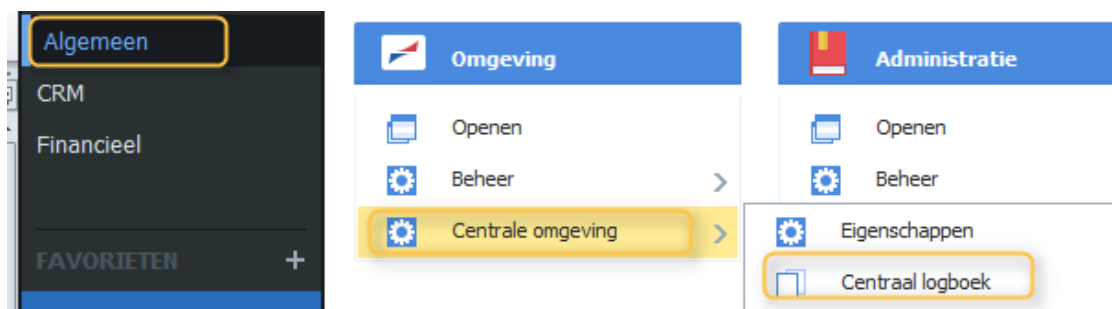 Algemeen
CRM
Financieel
FAVORIETEN +
Omgeving
Openen
Beheer
Centrale omgeving
Administratie
Openen
Beheer
Eigenschappen
Centraal logboek